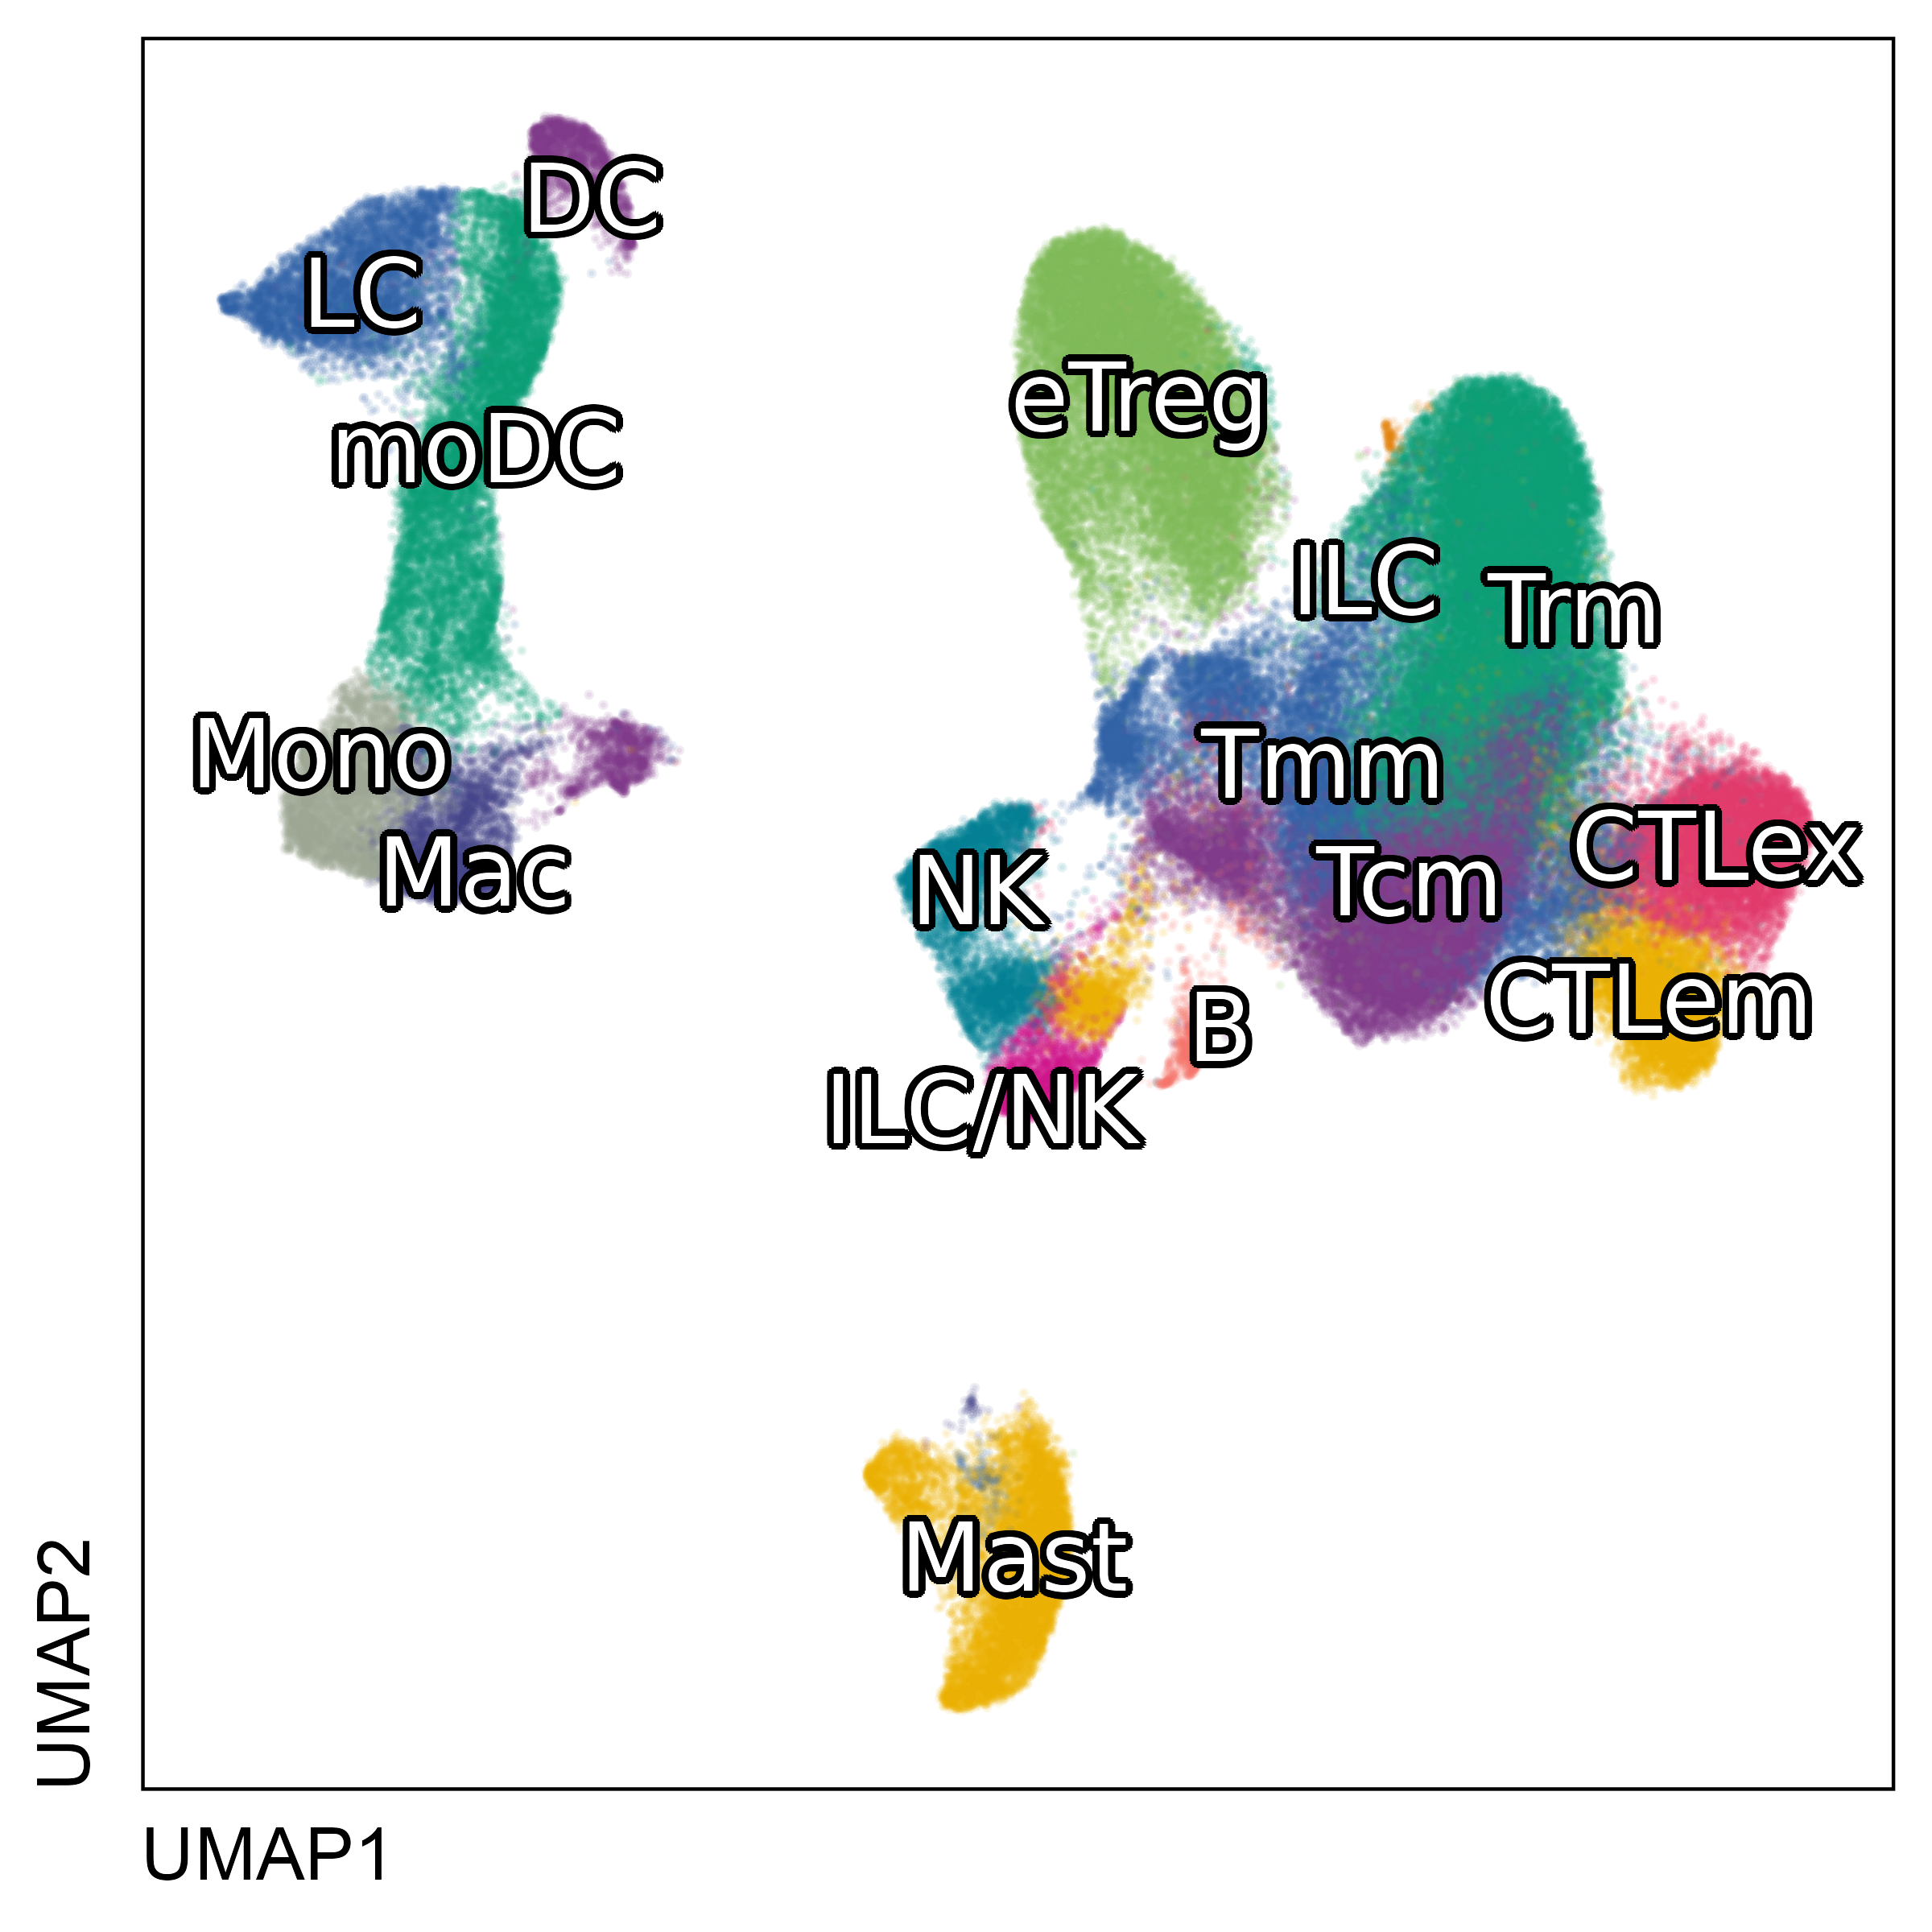 DC
LC
eTreg
moDC
ILC
Trm
Mono
Tmm
CTLex
Mac
NK
Tcm
CTLem
B
ILC/NK
Mast
UMAP2
UMAP1